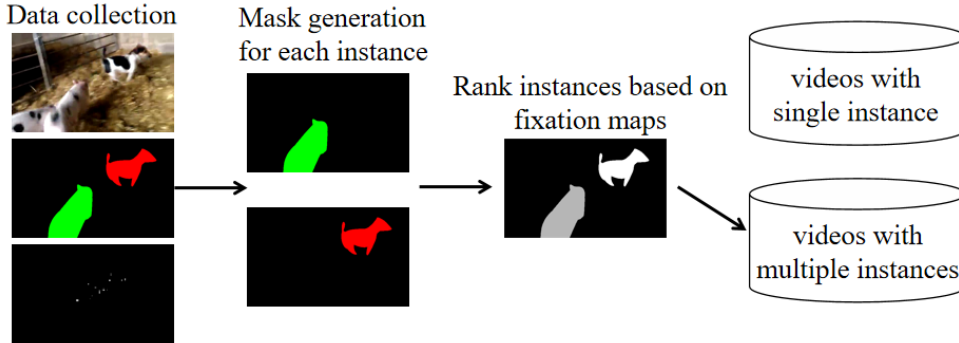 Data collection
Mask generation
for each instance
Rank instances based on
fixation maps
videos with
single instance
videos with
multiple instances